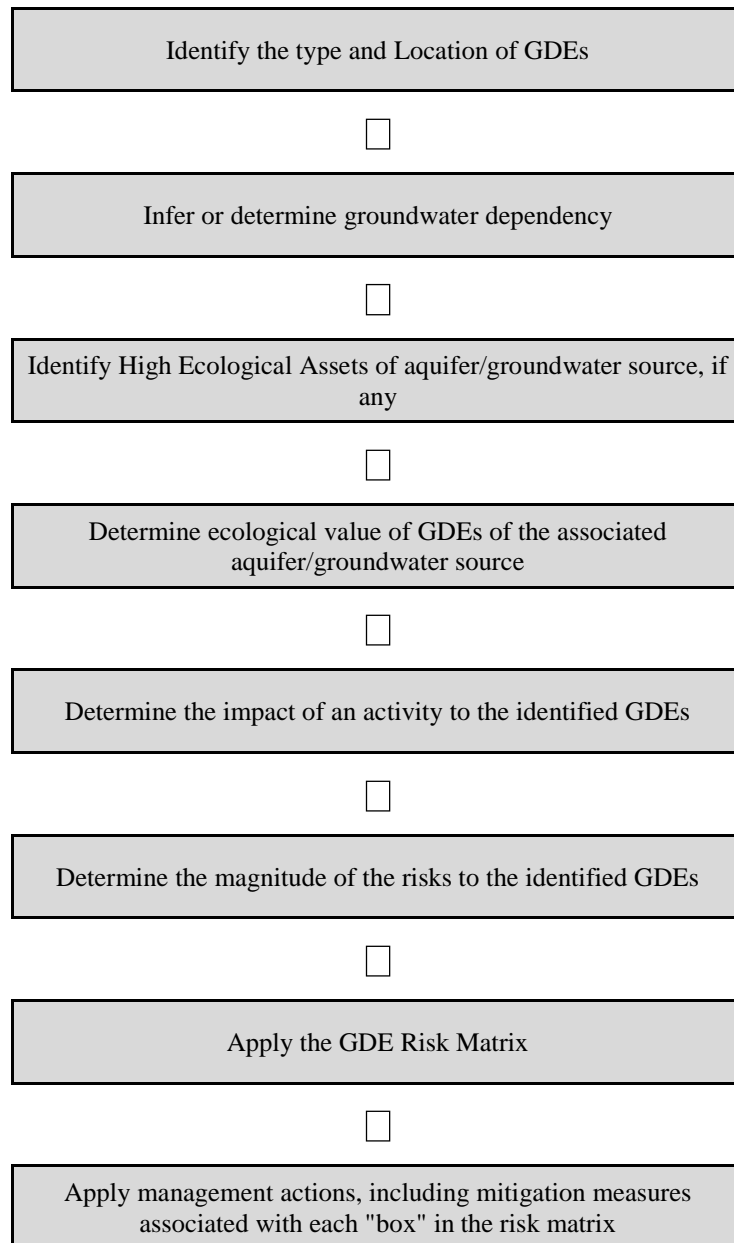 Identify the type and Location of GDEs
Infer or determine groundwater dependency
Identify High Ecological Assets of aquifer/groundwater source, if
any
Determine ecological value of GDEs of the associated
aquifer/groundwater source
Determine the impact of an activity to the identified GDEs
Determine the magnitude of the risks to the identified GDEs
Apply the GDE Risk Matrix
Apply management actions, including mitigation measures
associated with each "box" in the risk matrix